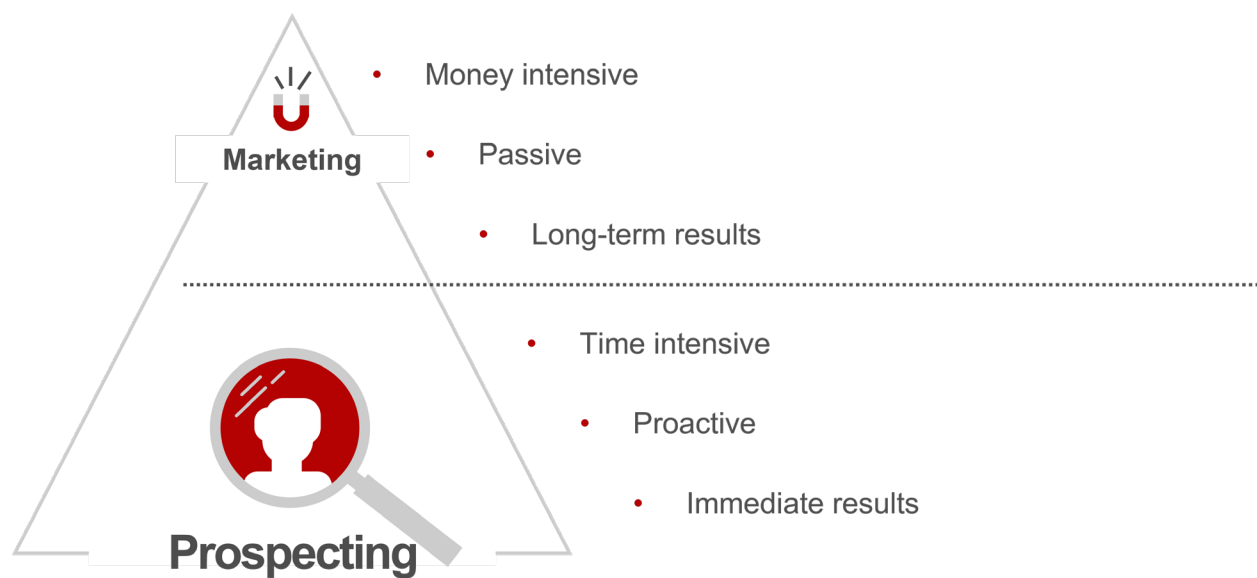 Money intensive
Marketing
Passive
Long-term results
Time intensive
Proactive
Immediate results
Prospecting